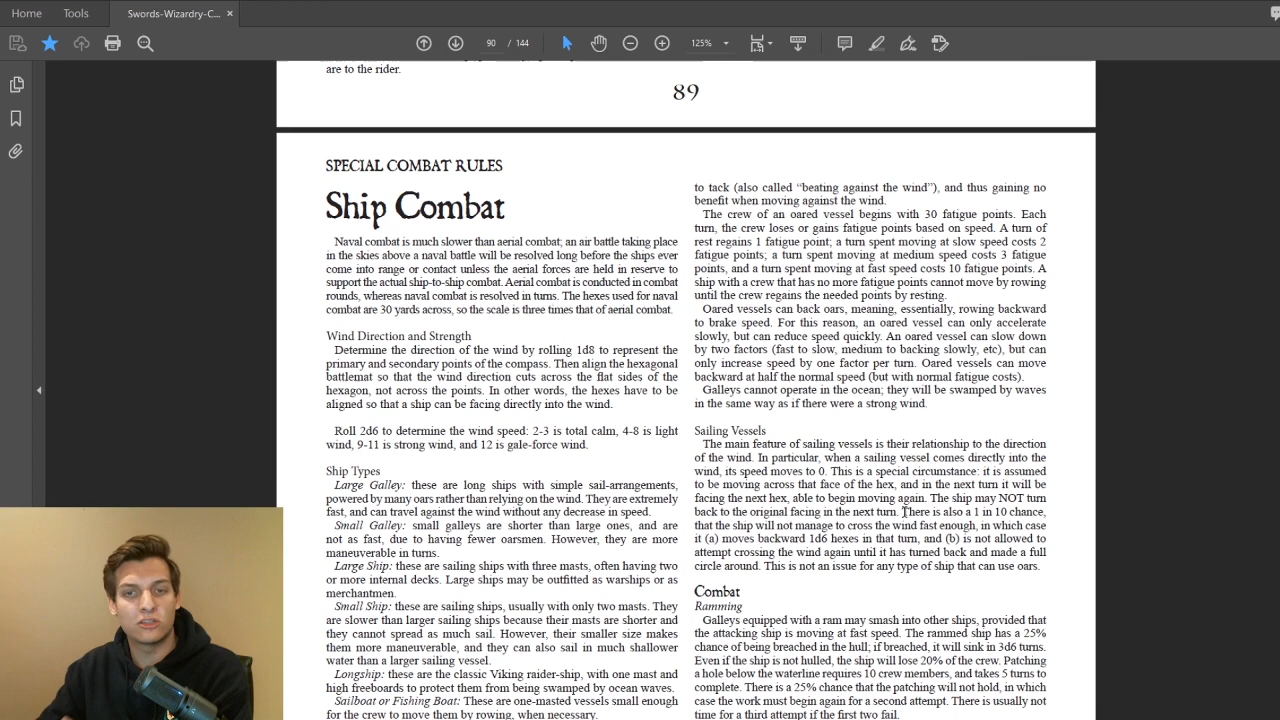 Home
Tools
Swords-Wizardry-C... ×
90 / 144
125%
are to the rider.
89
SPECIAL COMBAT RULES
Ship Combat
Naval combat is much slower than aerial combat; an air battle taking place
in the skies above a naval battle will be resolved long before the ships ever
come into range or contact unless the aerial forces are held in reserve to
support the actual ship-to-ship combat. Aerial combat is conducted in combat
rounds, whereas naval combat is resolved in turns. The hexes used for naval
combat are 30 yards across, so the scale is three times that of aerial combat.
Wind Direction and Strength
Determine the direction of the wind by rolling 1d8 to represent the
primary and secondary points of the compass. Then align the hexagonal
battlemat so that the wind direction cuts across the flat sides of the
hexagon, not across the points. In other words, the hexes have to be
aligned so that a ship can be facing directly into the wind.
Roll 2d6 to determine the wind speed: 2-3 is total calm, 4-8 is light
wind, 9-11 is strong wind, and 12 is gale-force wind.
Ship Types
Large Galley: these are long ships with simple sail-arrangements,
powered by many oars rather than relying on the wind. They are extremely
fast, and can travel against the wind without any decrease in speed.
Small Galley: small galleys are shorter than large ones, and are
not as fast, due to having fewer oarsmen. However, they are more
maneuverable in turns.
Large Ship: these are sailing ships with three masts, often having two
or more internal decks. Large ships may be outfitted as warships or as
merchantmen.
Small Ship: these are sailing ships, usually with only two masts. They
are slower than larger sailing ships because their masts are shorter and
they cannot spread as much sail. However, their smaller size makes
them more maneuverable, and they can also sail in much shallower
water than a larger sailing vessel.
Longship: these are the classic Viking raider-ship, with one mast and
high freeboards to protect them from being swamped by ocean waves.
Sailboat or Fishing Boat: These are one-masted vessels small enough
for the crew to move them by rowing, when necessary.
to tack (also called “beating against the wind”), and thus gaining no
benefit when moving against the wind.
The crew of an oared vessel begins with 30 fatigue points. Each
turn, the crew loses or gains fatigue points based on speed. A turn of
rest regains 1 fatigue point; a turn spent moving at slow speed costs 2
fatigue points; a turn spent moving at medium speed costs 3 fatigue
points, and a turn spent moving at fast speed costs 10 fatigue points. A
ship with a crew that has no more fatigue points cannot move by rowing
until the crew regains the needed points by resting.
Oared vessels can back oars, meaning, essentially, rowing backward
to brake speed. For this reason, an oared vessel can only accelerate
slowly, but can reduce speed quickly. An oared vessel can slow down
by two factors (fast to slow, medium to backing slowly, etc), but can
only increase speed by one factor per turn. Oared vessels can move
backward at half the normal speed (but with normal fatigue costs).
Galleys cannot operate in the ocean; they will be swamped by waves
in the same way as if there were a strong wind.
Sailing Vessels
The main feature of sailing vessels is their relationship to the direction
of the wind. In particular, when a sailing vessel comes directly into the
wind, its speed moves to 0. This is a special circumstance: it is assumed
to be moving across that face of the hex, and in the next turn it will be
facing the next hex, able to begin moving again. The ship may NOT turn
back to the original facing in the next turn. There is also a 1 in 10 chance,
that the ship will not manage to cross the wind fast enough, in which case
it (a) moves backward 1d6 hexes in that turn, and (b) is not allowed to
attempt crossing the wind again until it has turned back and made a full
circle around. This is not an issue for any type of ship that can use oars.
Combat
Ramming
Galleys equipped with a ram may smash into other ships, provided that
the attacking ship is moving at fast speed. The rammed ship has a 25%
chance of being breached in the hull; if breached, it will sink in 3d6 turns.
Even if the ship is not hulled, the ship will lose 20% of the crew. Patching
a hole below the waterline requires 10 crew members, and takes 5 turns to
complete. There is a 25% chance that the patching will not hold, in which
case the work must begin again for a second attempt. There is usually not
time for a third attempt if the first two fail.